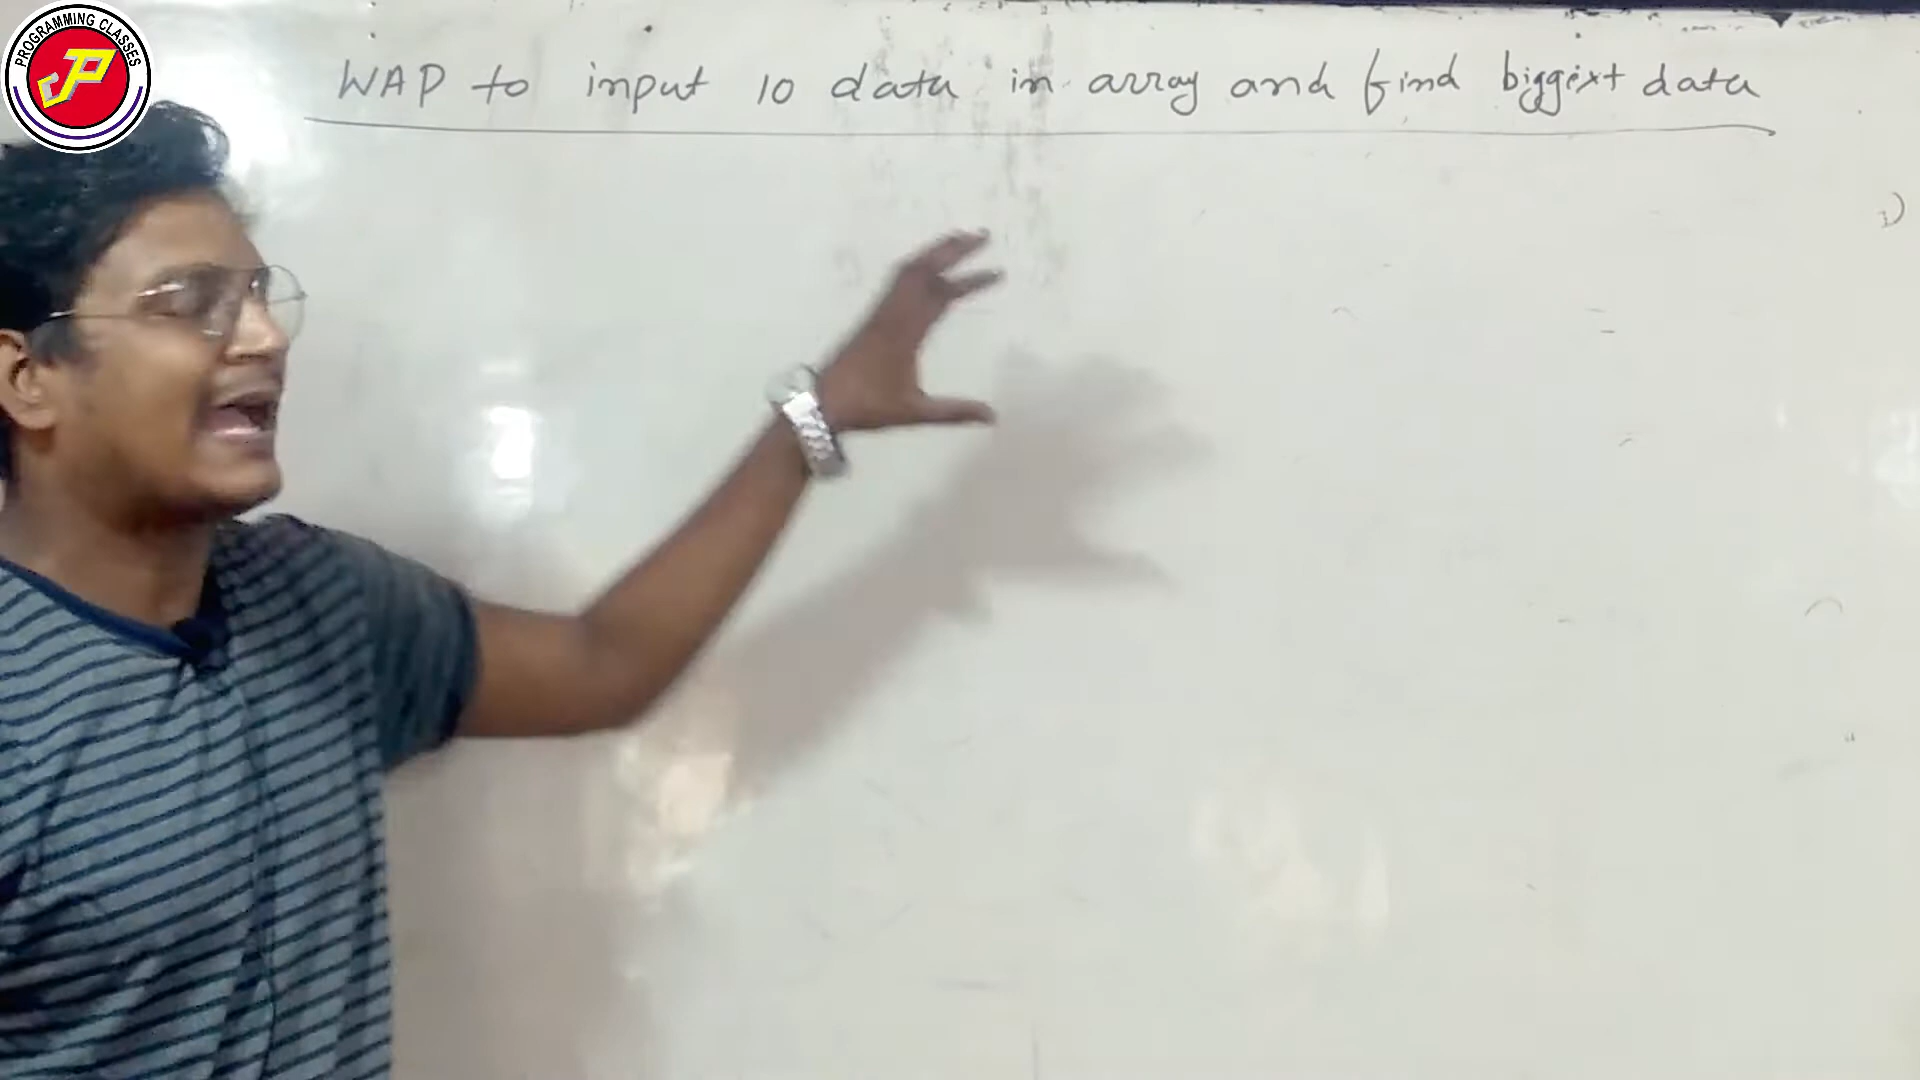 PROGRAMMING CLASSES
JP
WAP to input 10 data in array and find biggest data